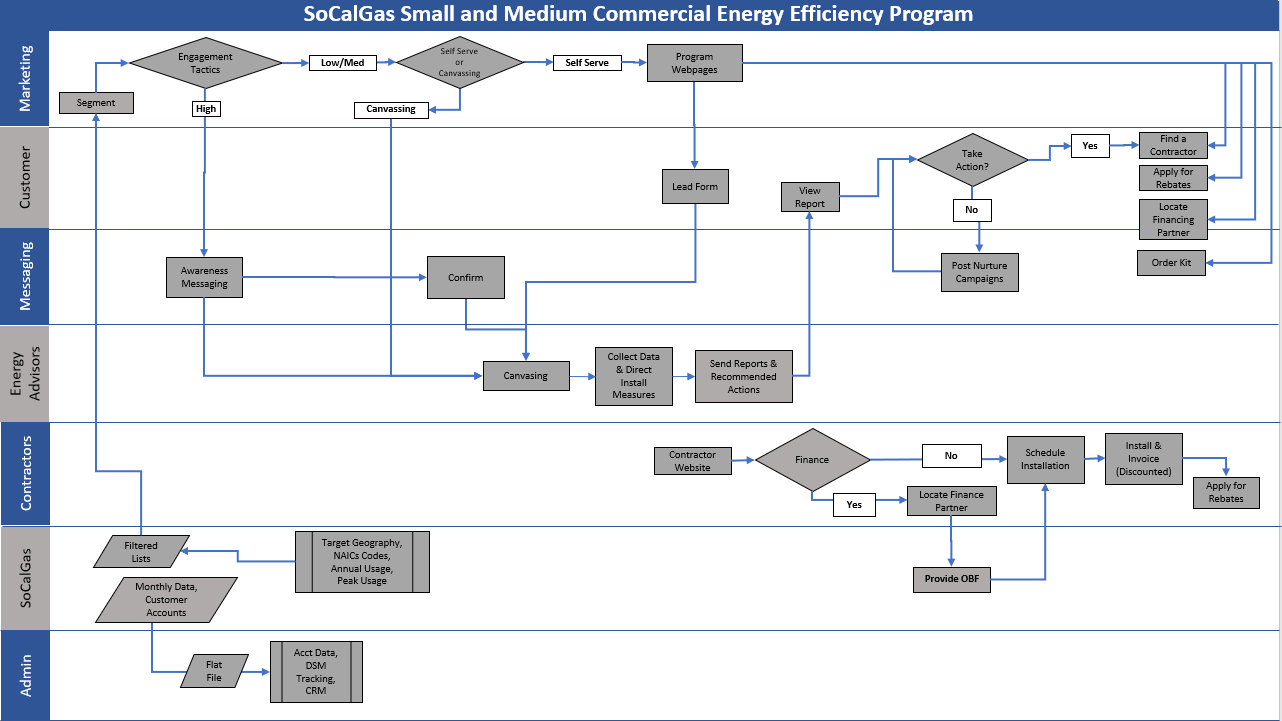 SoCalGas Small and Medium Commercial Energy Efficiency Program
Marketing
Segment
Engagement
Tactics
High
Low/Med
Self Serve
or
Canvasing
Canvassing
Self Serve
Program
Webpages
Customer
Lead Form
View
Report
Take
Action?
Yes
No
Find a
Contractor
Apply for
Rebates
Locate
Financing
Partner
Messaging
Awareness
Messaging
Confirm
Post Nurture
Campaigns
Order Kit
Energy
Advisors
Canvasing
Collect Data
& Direct
Install
Measures
Send Reports &
Recommended
Actions
Contractors
Contractor
Website
Finance
No
Yes
Locate Finance
Partner
Schedule
Installation
Install &
Invoice
(Discounted)
Apply for
Rebates
SoCalGas
Filtered
Lists
Target Geography,
NAICs Codes,
Annual Usage,
Peak Usage
Monthly Data,
Customer
Accounts
Provide OBF
Admin
Flat
File
Acct Data,
DSM
Tracking,
CRM